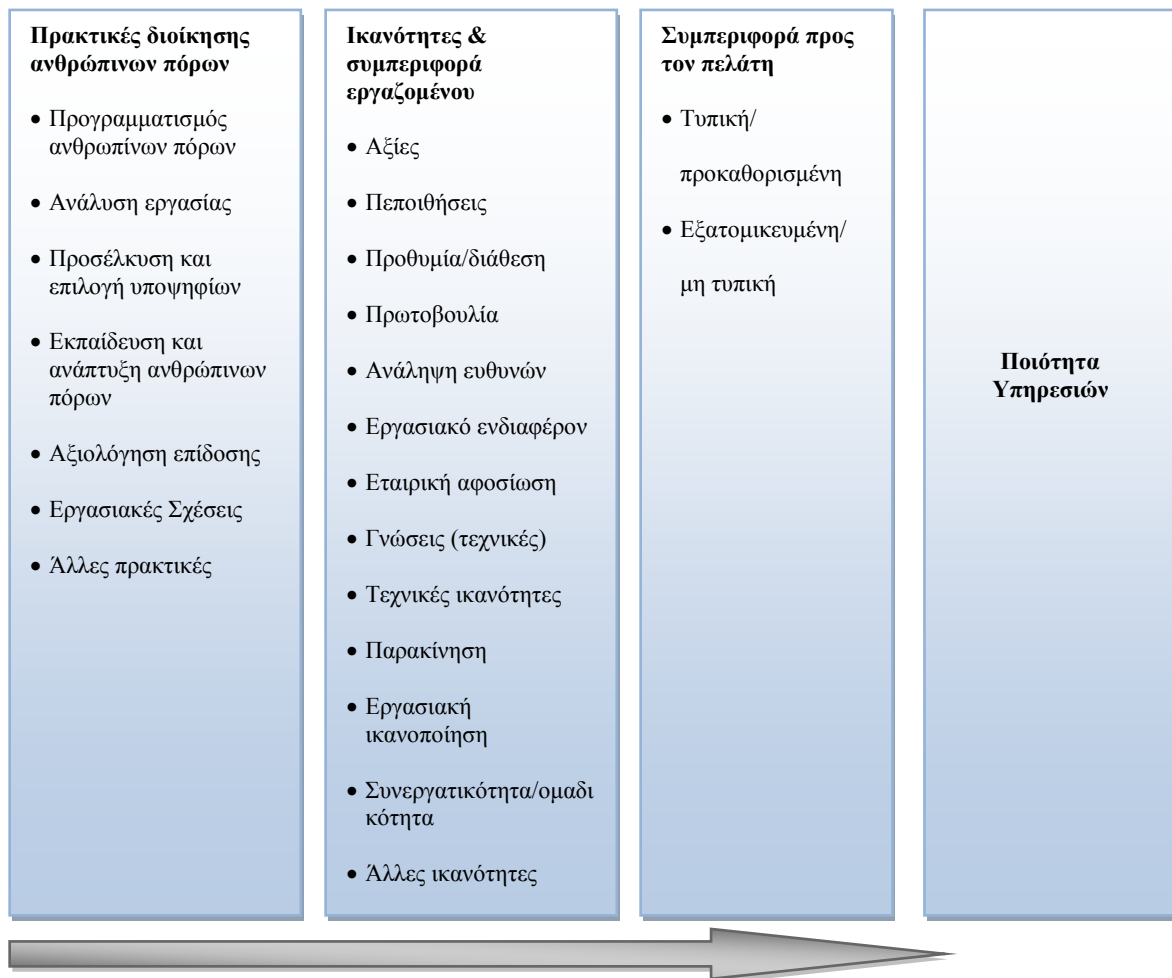 Πρακτικές διοίκησης
ανθρώπινων πόρων
• Προγραμματισμός
ανθρωπίνων πόρων
• Ανάλυση εργασίας
• Προσέλκυση και
επιλογή υποψηφίων
• Εκπαίδευση και
ανάπτυξη ανθρώπινων
πόρων
• Αξιολόγηση επίδοσης
• Εργασιακές Σχέσεις
• Άλλες πρακτικές
Ικανότητες &
συμπεριφορά
εργαζομένου
• Αξίες
• Πεποιθήσεις
• Προθυμία/διάθεση
• Πρωτοβουλία
• Ανάληψη ευθυνών
• Εργασιακό ενδιαφέρον
• Εταιρική αφοσίωση
• Γνώσεις (τεχνικές)
• Τεχνικές ικανότητες
• Παρακίνηση
• Εργασιακή
ικανοποίηση
• Συνεργατικότητα/ομαδι
κότητα
• Άλλες ικανότητες
Συμπεριφορά προς
τον πελάτη
• Τυπική/
προκαθορισμένη
• Εξατομικευμένη/
μη τυπική
Ποιότητα
Υπηρεσιών